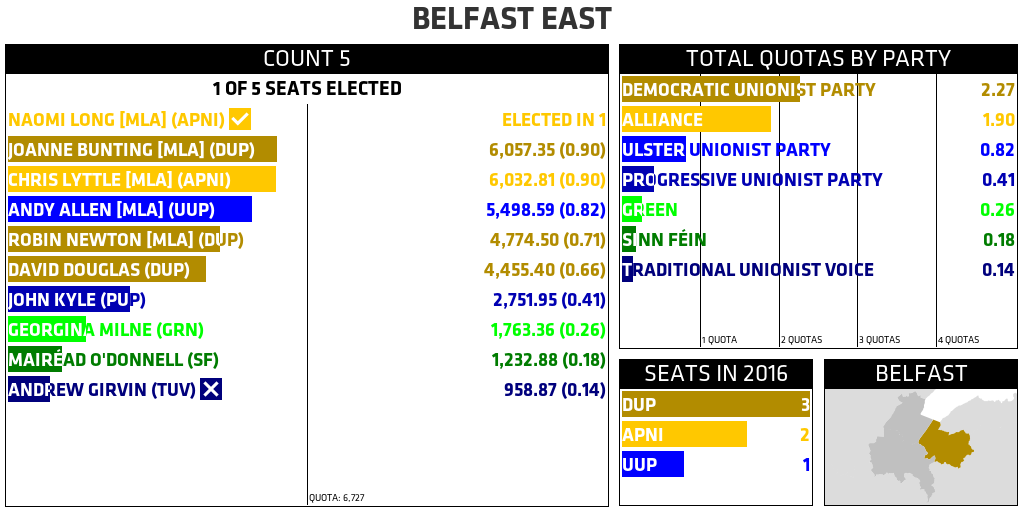 BELFAST EAST
COUNT 5
1 OF 5 SEATS ELECTED
NAOMI LONG [MLA] (APNI) ELECTED IN 1
JOANNE BUNTING [MLA] (DUP) 6,057.35 (0.90)
CHRIS LYTTLE [MLA] (APNI) 6,032.81 (0.90)
ANDY ALLEN [MLA] (UUP) 5,498.59 (0.82)
ROBIN NEWTON [MLA] (DUP) 4,774.50 (0.71)
DAVID DOUGLAS (DUP) 4,455.40 (0.66)
JOHN KYLE (PUP) 2,751.95 (0.41)
GEORGINA MILNE (GRN) 1,763.36 (0.26)
MAIRÉAD O'DONNELL (SF) 1,232.88 (0.18)
ANDREW GIRVIN (TUV) 958.87 (0.14)
QUOTA: 6,727
TOTAL QUOTAS BY PARTY
DEMOCRATIC UNIONIST PARTY 2.27
ALLIANCE 1.90
ULSTER UNIONIST PARTY 0.82
PROGRESSIVE UNIONIST PARTY 0.41
GREEN 0.26
SINN FÉIN 0.18
TRADITIONAL UNIONIST VOICE 0.14
1 QUOTA 2 QUOTAS 3 QUOTAS 4 QUOTAS
SEATS IN 2016
DUP 3
APNI 2
UUP 1
BELFAST